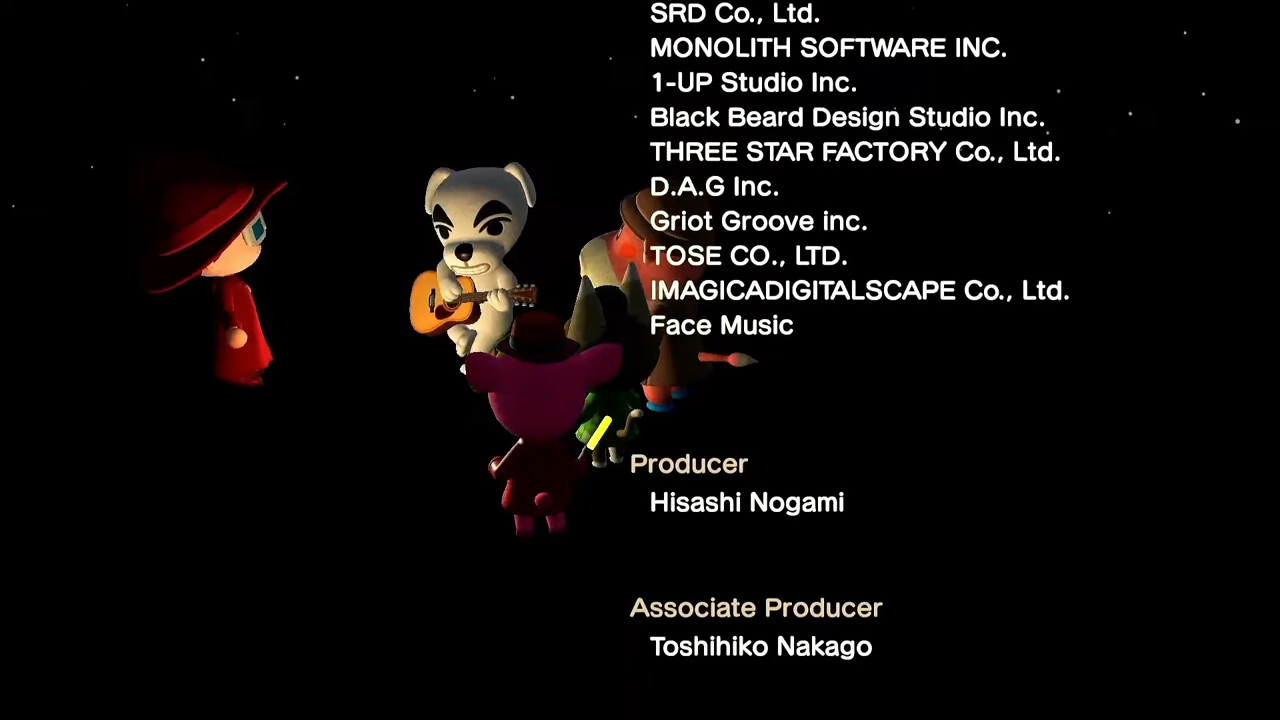 SRD Co., Ltd.
MONOLITH SOFTWARE INC.
1-UP Studio Inc.
Black Beard Design Studio Inc.
THREE STAR FACTORY Co., Ltd.
D.A.G Inc.
Griot Groove inc.
TOSE CO., LTD.
IMAGICADIGITALSCAPE Co., Ltd.
Face Music
Producer
Hisashi Nogami
Associate Producer
Toshihiko Nakago